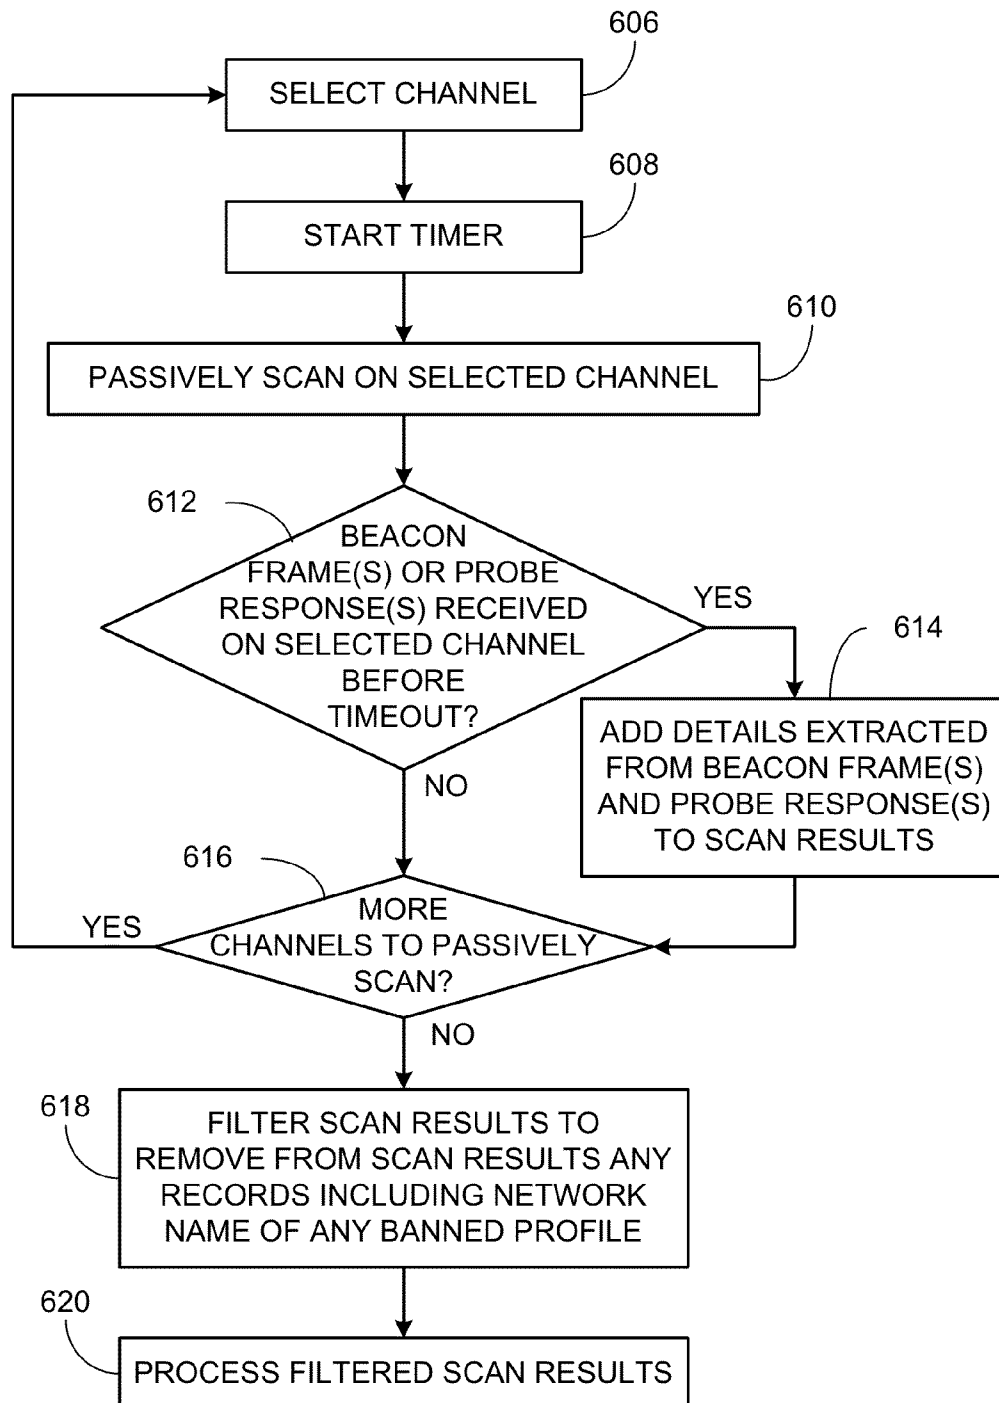 606
SELECT CHANNEL
608
START TIMER
610
PASSIVELY SCAN ON SELECTED CHANNEL
612
BEACON
FRAME(S) OR PROBE
RESPONSE(S) RECEIVED
ON SELECTED CHANNEL
BEFORE
TIMEOUT?
YES
614
ADD DETAILS EXTRACTED
FROM BEACON FRAME(S)
AND PROBE RESPONSE(S)
TO SCAN RESULTS
NO
616
YES
MORE
CHANNELS TO PASSIVELY
SCAN?
NO
618
FILTER SCAN RESULTS TO
REMOVE FROM SCAN RESULTS ANY
RECORDS INCLUDING NETWORK
NAME OF ANY BANNED PROFILE
620
PROCESS FILTERED SCAN RESULTS